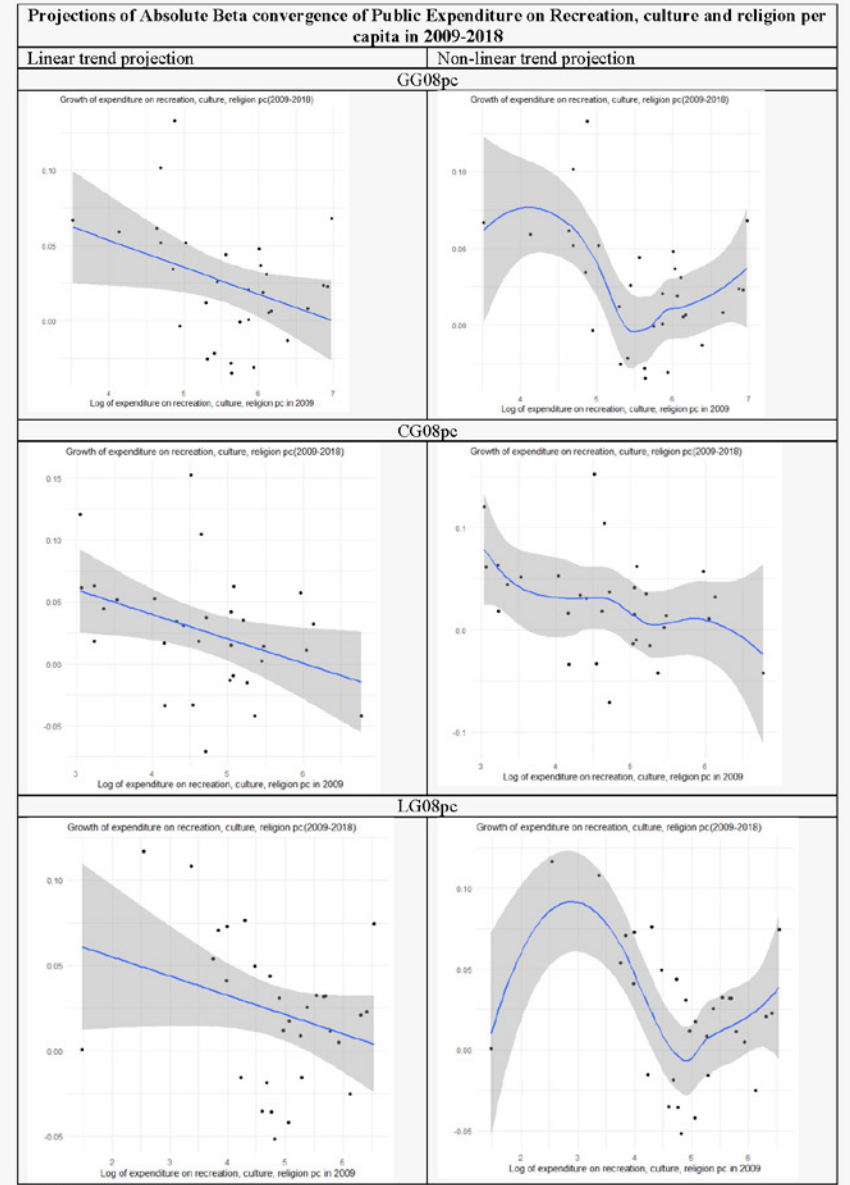 Projections of Absolute Beta convergence of Public Expenditure on Recreation, culture and religion per
capita in 2009-2018
Linear trend projection
Non-linear trend projection
GG08pc
Growth of expenditure on recreation, culture, religion pc(2009-2018)
0.10
0.05
0.00
4 5 6 7
Log of expenditure on recreation, culture, religion pc in 2009
Growth of expenditure on recreation, culture, religion pc(2009-2018)
0.10
0.05
0.00
4 5 6 7
Log of expenditure on recreation, culture, religion pc in 2009
CG08pc
Growth of expenditure on recreation, culture, religion pc(2009-2018)
0.15
0.10
0.05
0.00
-0.05
3 4 5 6
Log of expenditure on recreation, culture, religion pc in 2009
Growth of expenditure on recreation, culture, religion pc(2009-2018)
0.1
0.0
-0.1
3 4 5 6
Log of expenditure on recreation, culture, religion pc in 2009
LG08pc
Growth of expenditure on recreation, culture, religion pc(2009-2018)
0.10
0.05
0.00
-0.05
2 3 4 5 6
Log of expenditure on recreation, culture, religion pc in 2009
Growth of expenditure on recreation, culture, religion pc(2009-2018)
0.10
0.05
0.00
-0.05
2 3 4 5 6
Log of expenditure on recreation, culture, religion pc in 2009